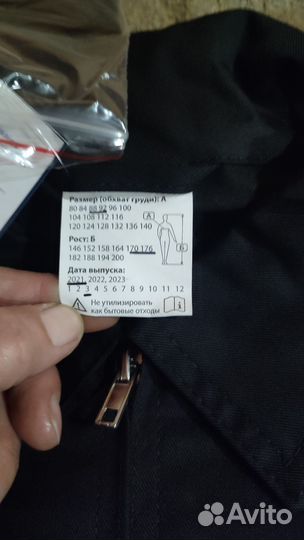 Размер (обхват груди): А
80 84 88 92 96 100
104 108 112 116
120 124 128 132 136 140
Рост: Б
146 152 158 164 170 176
182 188 194 200
Дата выпуска:
2021, 2022, 2023
1 2 3 4 5 6 7 8 9 10 11 12
Не утилизировать
как бытовые отходы
А
Б
i
Avito